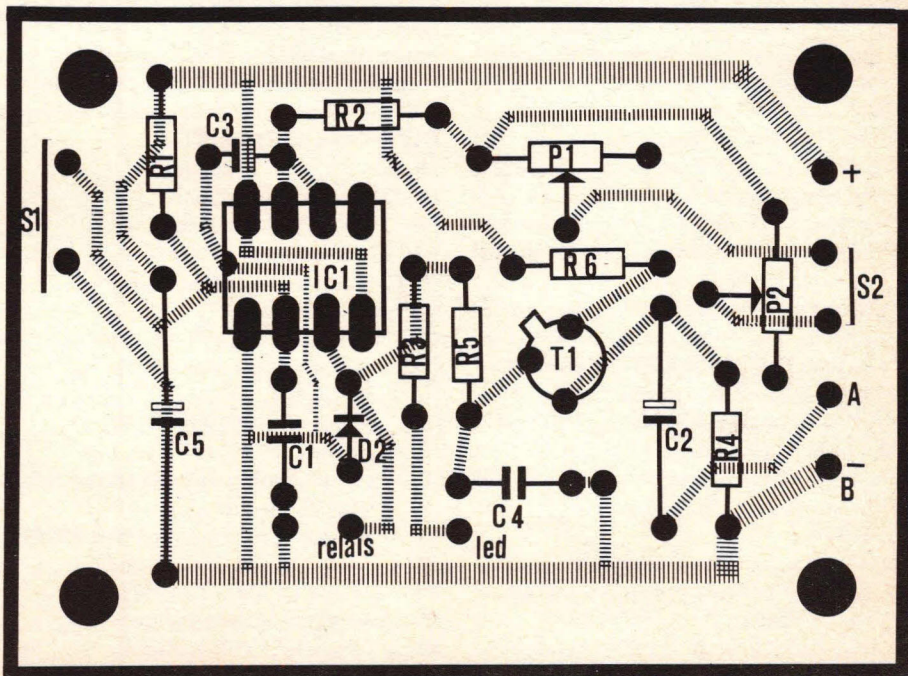 R2
C3
P1
R1
+
S1
R6
S2
IC1
P2
R3
R5
T1
A
C5
C1
D2
C2
R4
−
B
C4
relais
led